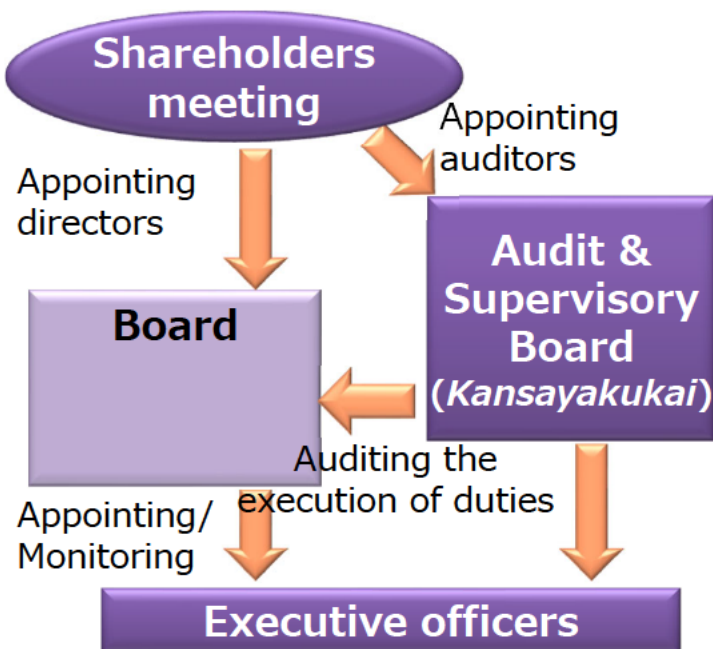 Shareholders
meeting
Appointing
auditors
Appointing
directors
Audit &
Supervisory
Board
(Kansayakukai)
Board
Auditing the
execution of duties
Appointing/
Monitoring
Executive officers